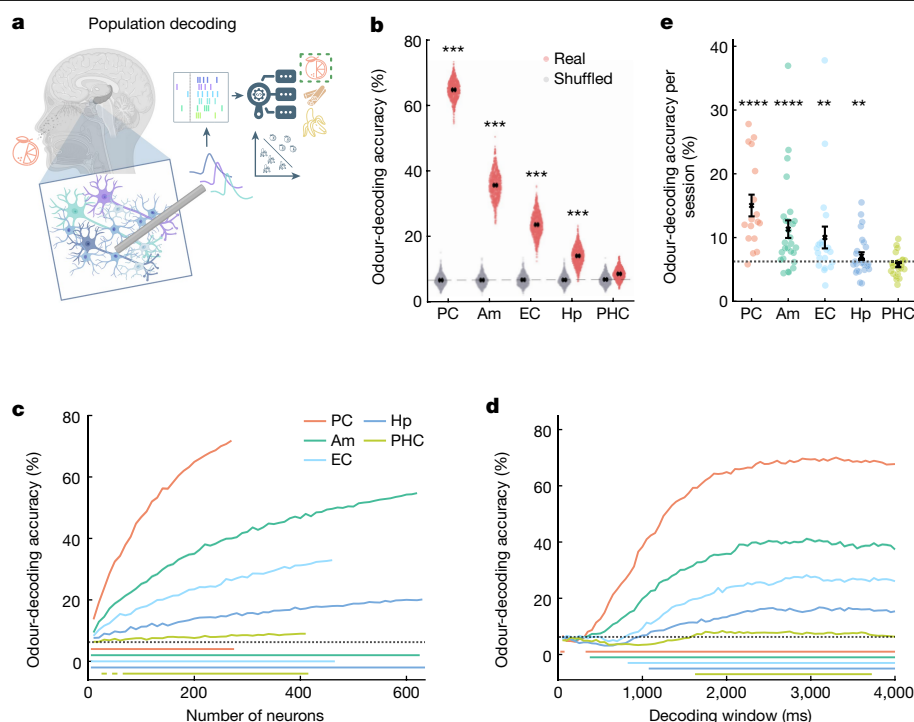 a
Population decoding
b
Odour-decoding accuracy (%)
80
60
40
20
0
***
***
***
***
Real
Shuffled
PC
Am
EC
Hp
PHC
e
Odour-decoding accuracy per
session (%)
40
30
20
10
0
****
****
**
**
PC
Am
EC
Hp
PHC
c
Odour-decoding accuracy (%)
80
60
40
20
0
PC
Am
EC
Hp
PHC
0
200
400
600
Number of neurons
d
Odour-decoding accuracy (%)
80
60
40
20
0
0
1,000
2,000
3,000
4,000
Decoding window (ms)